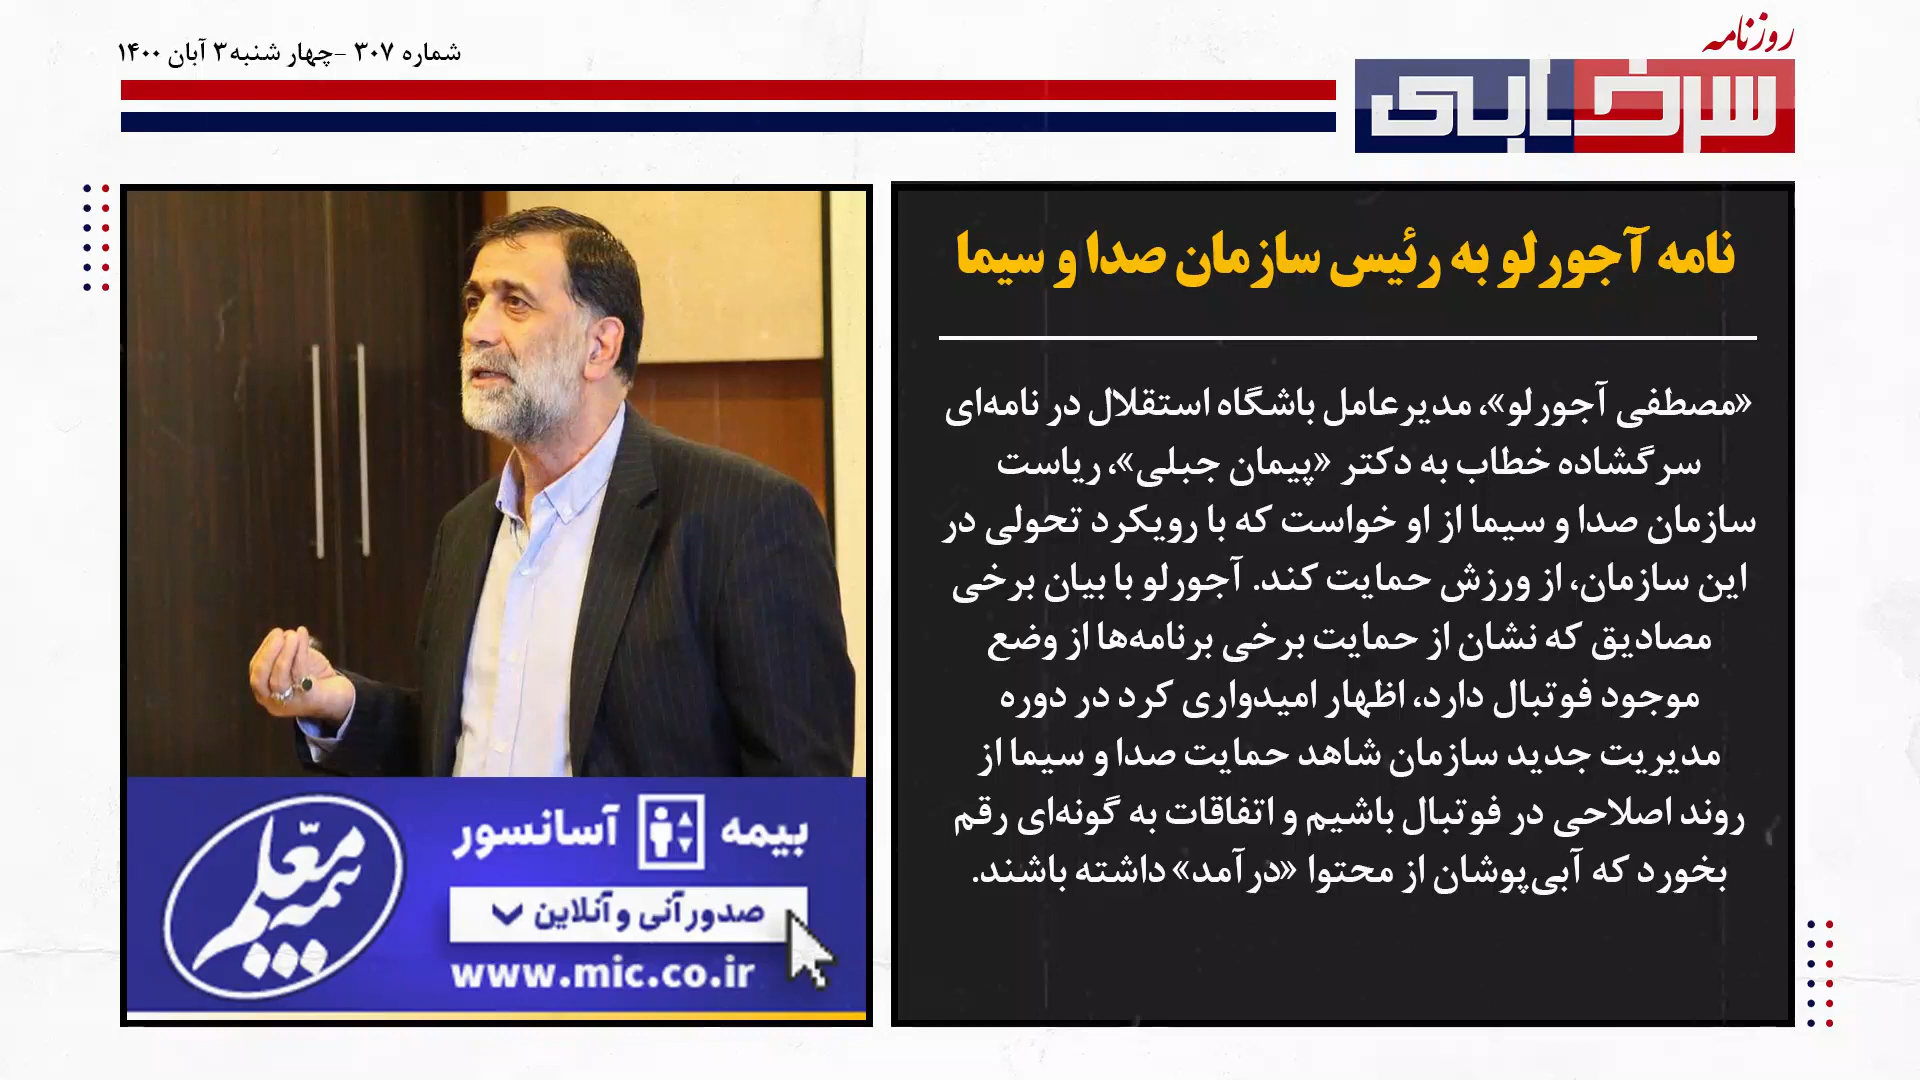 روزنامه
سرخابی
شماره ۳۰۷ -چهار شنبه۳ آبان ۱۴۰۰
نامه آجورلو به رئیس سازمان صدا و سیما
«مصطفی آجورلو»، مدیرعامل باشگاه استقلال در نامه‌ای
سرگشاده خطاب به دکتر «پیمان جبلی»، ریاست
سازمان صدا و سیما از او خواست که با رویکرد تحولی در
این سازمان، از ورزش حمایت کند. آجورلو با بیان برخی
مصادیق که نشان از حمایت برخی برنامه‌ها از وضع
موجود فوتبال دارد، اظهار امیدواری کرد در دوره
مدیریت جدید سازمان شاهد حمایت صدا و سیما از
روند اصلاحی در فوتبال باشیم و اتفاقات به گونه‌ای رقم
بخورد که آبی‌پوشان از محتوا «درآمد» داشته باشند.
بیمه آسانسور
صدور آنی و آنلاین
www.mic.co.ir
بیمه معلم